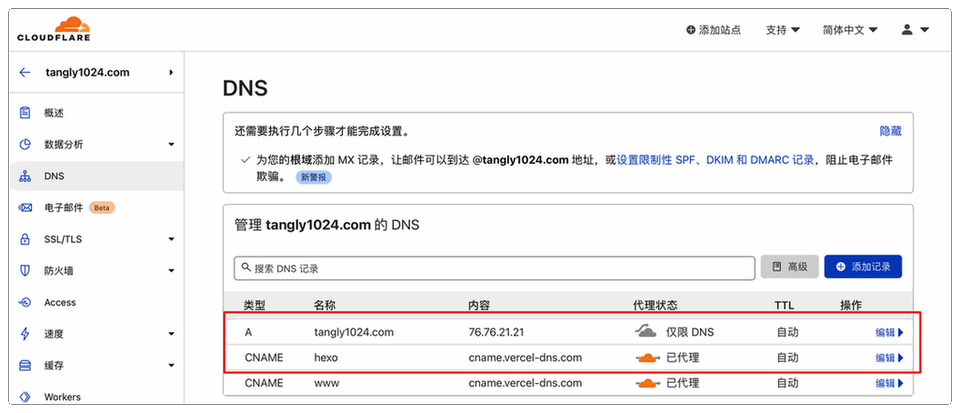 CLOUDFLARE
添加站点 支持 简体中文
tangly1024.com
概述
数据分析
DNS
电子邮件 Beta
SSL/TLS
防火墙
Access
速度
缓存
Workers
DNS
还需要执行几个步骤才能完成设置。 隐藏
为您的根域添加 MX 记录，让邮件可以到达 @tangly1024.com 地址，或设置限制性 SPF、DKIM 和 DMARC 记录，阻止电子邮件
欺骗。 新警报
管理 tangly1024.com 的 DNS
搜索 DNS 记录 高级 添加记录
类型 名称 内容 代理状态 TTL 操作
A tangly1024.com 76.76.21.21 仅限 DNS 自动 编辑
CNAME hexo cname.vercel-dns.com 已代理 自动 编辑
CNAME www cname.vercel-dns.com 已代理 自动 编辑